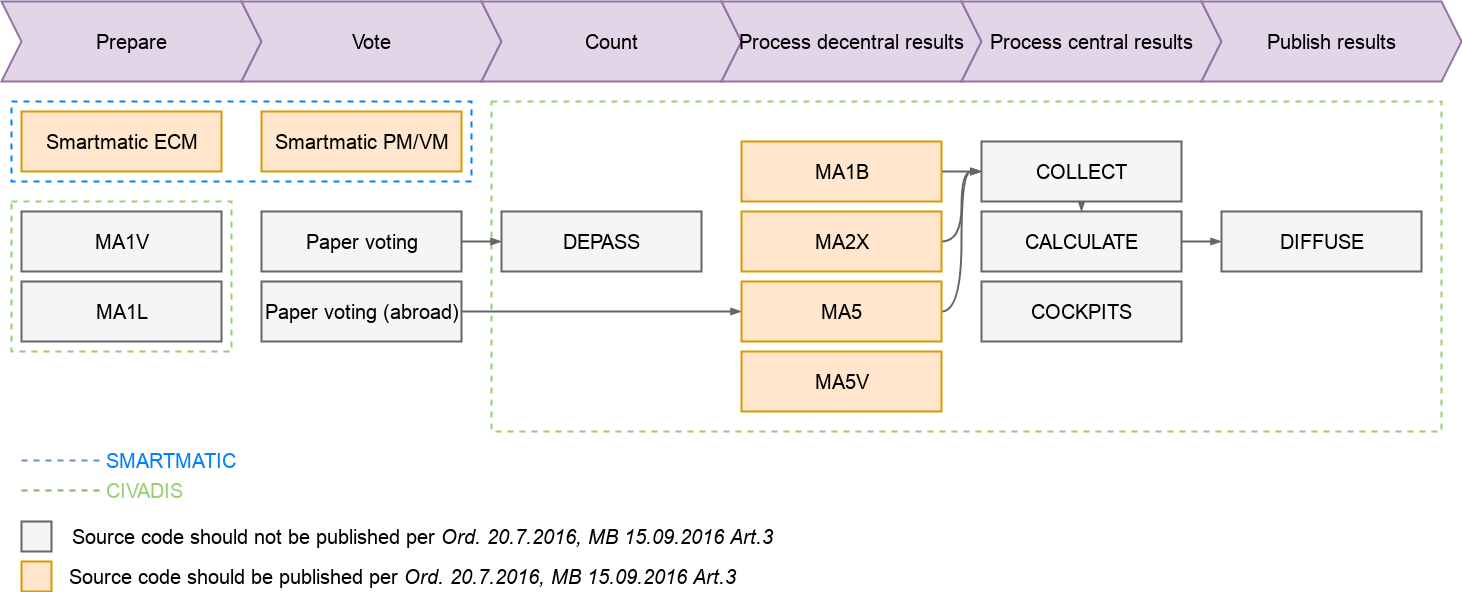 Prepare
Vote
Count
Process decentral results
Process central results
Publish results
Smartmatic ECM
Smartmatic PM/VM
MA1B
COLLECT
MA1V
Paper voting
DEPASS
MA2X
CALCULATE
DIFFUSE
MA1L
Paper voting (abroad)
MA5
COCKPITS
MA5V
SMARTMATIC
CIVADIS
Source code should not be published per Ord. 20.7.2016, MB 15.09.2016 Art.3
Source code should be published per Ord. 20.7.2016, MB 15.09.2016 Art.3